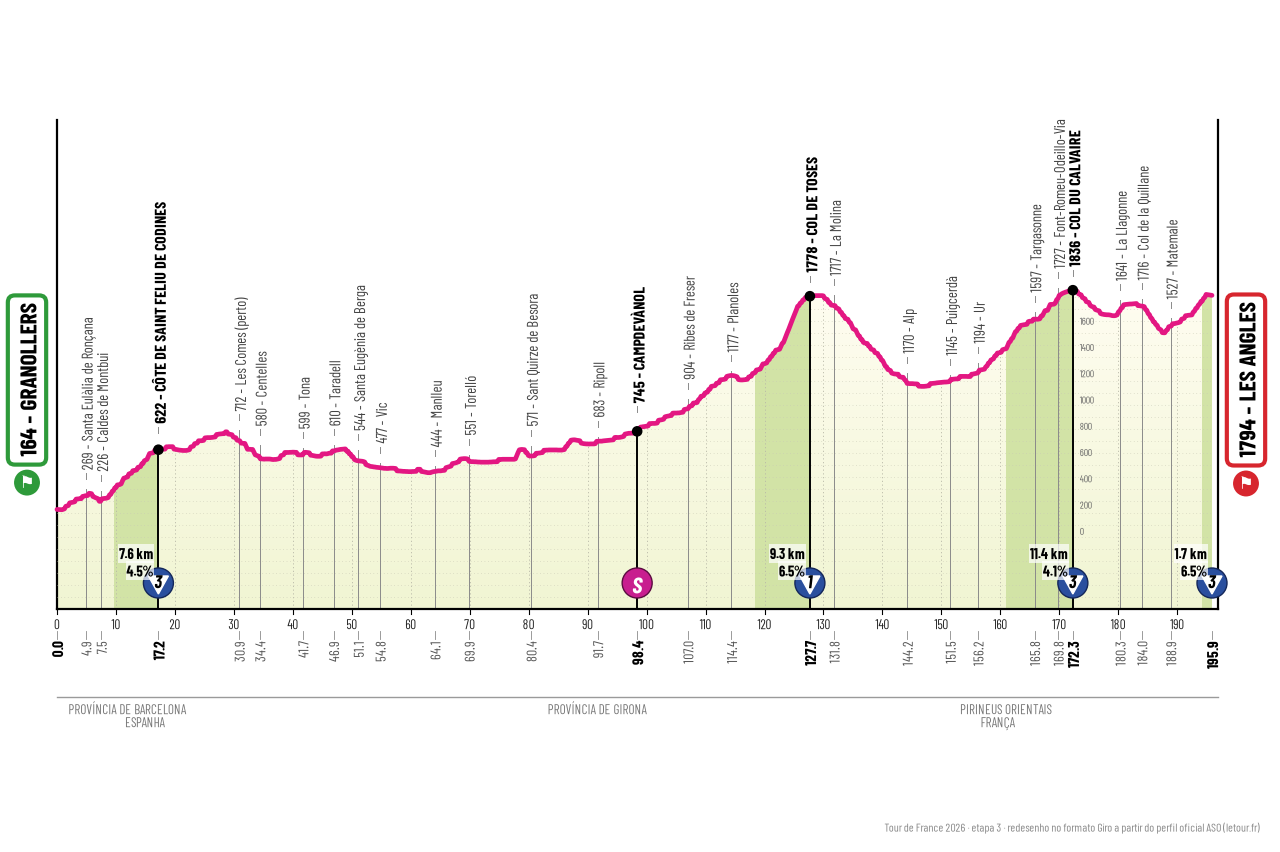 164 - GRANOLLERS
269 - Santa Eulàlia de Ronçana
226 - Caldes de Montbui
622 - CÔTE DE SAINT FELIU DE CODINES
712 - Les Comes (perto)
580 - Centelles
599 - Tona
610 - Taradell
544 - Santa Eugènia de Berga
477 - Vic
444 - Manlleu
551 - Torelló
571 - Sant Quirze de Besora
683 - Ripoll
745 - CAMPDEVÀNOL
904 - Ribes de Freser
1177 - Planoles
1778 - COL DE TOSES
1717 - La Molina
1170 - Alp
1145 - Puigcerdà
1194 - Ur
1597 - Targasonne
1727 - Font-Romeu-Odeillo-Via
1836 - COL DU CALVAIRE
1641 - La Llagonne
1716 - Col de la Quillane
1527 - Matemale
1794 - LES ANGLES
1600
1400
1200
1000
800
600
400
200
0
7.6 km
4.5%
3
S
9.3 km
6.5%
1
11.4 km
4.1%
3
1.7 km
6.5%
3
0 10 20 30 40 50 60 70 80 90 100 110 120 130 140 150 160 170 180 190
0.0 4.9 7.5 17.2 30.9 34.4 41.7 46.9 51.1 54.8 64.1 69.9 80.4 91.7 98.4 107.0 114.4 127.7 131.8 144.2 151.5 156.2 165.8 169.8 172.3 180.3 184.0 188.9 195.9
PROVÍNCIA DE BARCELONA
ESPANHA
PROVÍNCIA DE GIRONA
PIRINEUS ORIENTAIS
FRANÇA
Tour de France 2026 · etapa 3 · redesenho no formato Giro a partir do perfil oficial ASO (letour.fr)